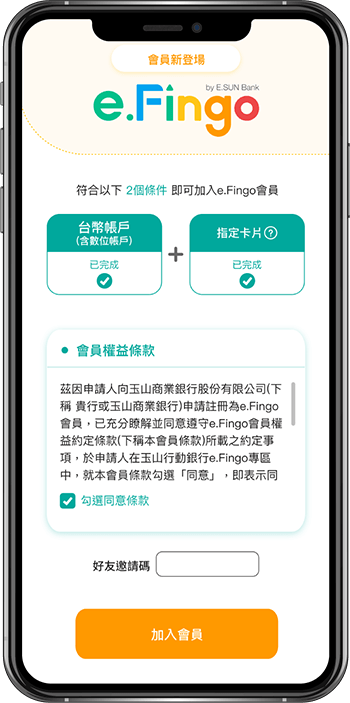 會員新登場
by E.SUN Bank
e.Fingo
符合以下 2個條件 即可加入e.Fingo會員
台幣帳戶
(含數位帳戶)
已完成
+
指定卡片?
已完成
會員權益條款
茲因申請人向玉山商業銀行股份有限公司(下
稱 貴行或玉山商業銀行)申請註冊為e.Fingo
會員，已充分瞭解並同意遵守e.Fingo會員權
益約定條款(下稱本會員條款)所載之約定事
項，於申請人在玉山行動銀行e.Fingo專區
中，就本會員條款勾選「同意」，即表示同
勾選同意條款
好友邀請碼
加入會員